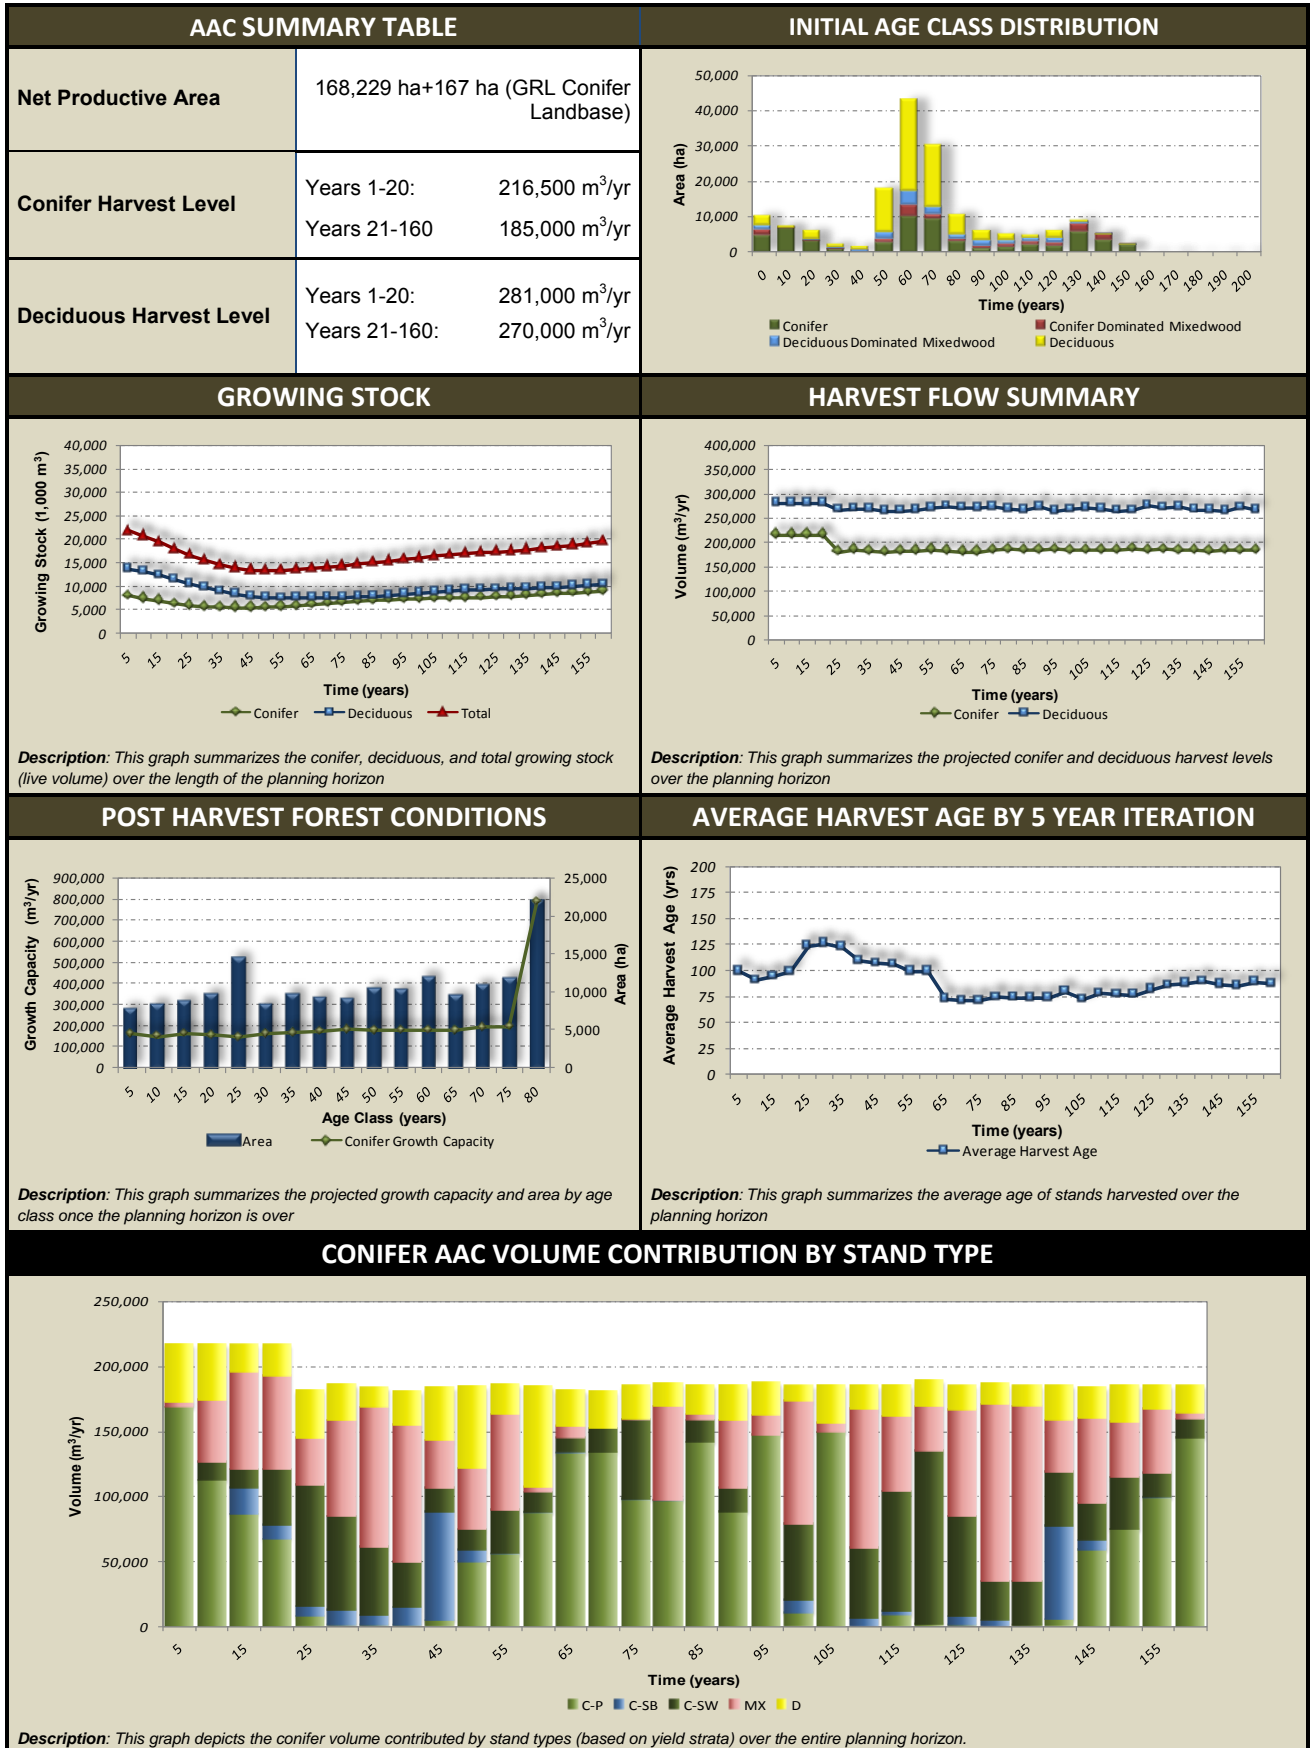 AAC SUMMARY TABLE
Net Productive Area
168,229 ha+167 ha (GRL Conifer
Landbase)
Conifer Harvest Level
Years 1-20: 216,500 m³/yr
Years 21-160 185,000 m³/yr
Deciduous Harvest Level
Years 1-20: 281,000 m³/yr
Years 21-160: 270,000 m³/yr
INITIAL AGE CLASS DISTRIBUTION
50,000
40,000
30,000
20,000
10,000
0
Area (ha)
0 10 20 30 40 50 60 70 80 90 100 110 120 130 140 150 160 170 180 190 200
Time (years)
Conifer
Conifer Dominated Mixedwood
Deciduous Dominated Mixedwood
Deciduous
GROWING STOCK
40,000
35,000
30,000
25,000
20,000
15,000
10,000
5,000
0
Growing Stock (1,000 m³)
5 15 25 35 45 55 65 75 85 95 105 115 125 135 145 155
Time (years)
Conifer Deciduous Total
Description: This graph summarizes the conifer, deciduous, and total growing stock
(live volume) over the length of the planning horizon
HARVEST FLOW SUMMARY
400,000
350,000
300,000
250,000
200,000
150,000
100,000
50,000
0
Volume (m³/yr)
5 15 25 35 45 55 65 75 85 95 105 115 125 135 145 155
Time (years)
Conifer Deciduous
Description: This graph summarizes the projected conifer and deciduous harvest levels
over the planning horizon
POST HARVEST FOREST CONDITIONS
900,000
800,000
700,000
600,000
500,000
400,000
300,000
200,000
100,000
0
Growth Capacity (m³/yr)
25,000
20,000
15,000
10,000
5,000
0
Area (ha)
5 10 15 20 25 30 35 40 45 50 55 60 65 70 75 80
Age Class (years)
Area Conifer Growth Capacity
Description: This graph summarizes the projected growth capacity and area by age
class once the planning horizon is over
AVERAGE HARVEST AGE BY 5 YEAR ITERATION
200
175
150
125
100
75
50
25
0
Average Harvest Age (yrs)
5 15 25 35 45 55 65 75 85 95 105 115 125 135 145 155
Time (years)
Average Harvest Age
Description: This graph summarizes the average age of stands harvested over the
planning horizon
CONIFER AAC VOLUME CONTRIBUTION BY STAND TYPE
250,000
200,000
150,000
100,000
50,000
0
Volume (m³/yr)
5 15 25 35 45 55 65 75 85 95 105 115 125 135 145 155
Time (years)
C-P C-SB C-SW MX D
Description: This graph depicts the conifer volume contributed by stand types (based on yield strata) over the entire planning horizon.